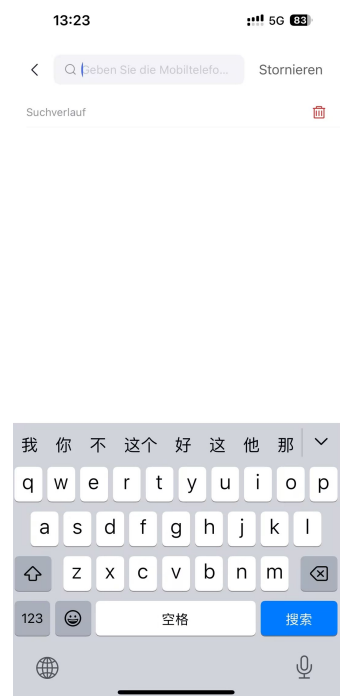 13:23 5G 83
Geben Sie die Mobiltelefo... Stornieren
Suchverlauf
我 你 不 这个 好 这 他 那
q w e r t y u i o p
a s d f g h j k l
z x c v b n m
123 空格 搜索